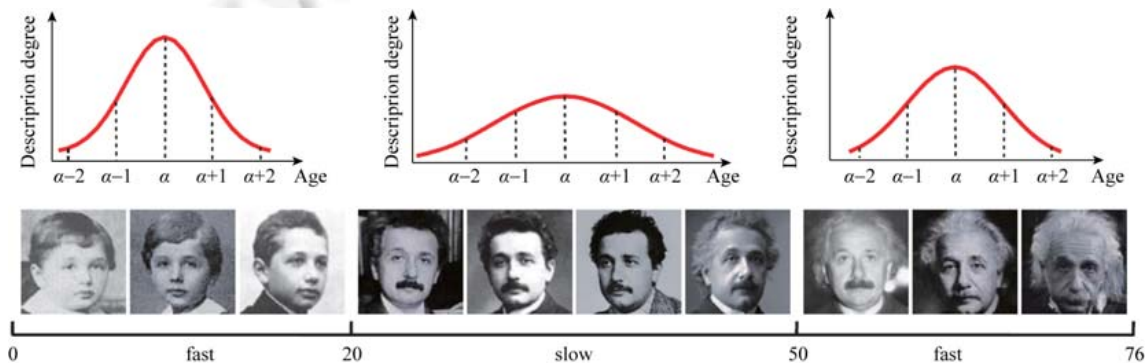 Descriprion degree
α−2 α−1 α α+1 α+2 Age
Descriprion degree
α−2 α−1 α α+1 α+2 Age
Descriprion degree
α−2 α−1 α α+1 α+2 Age
0 fast 20 slow 50 fast 76